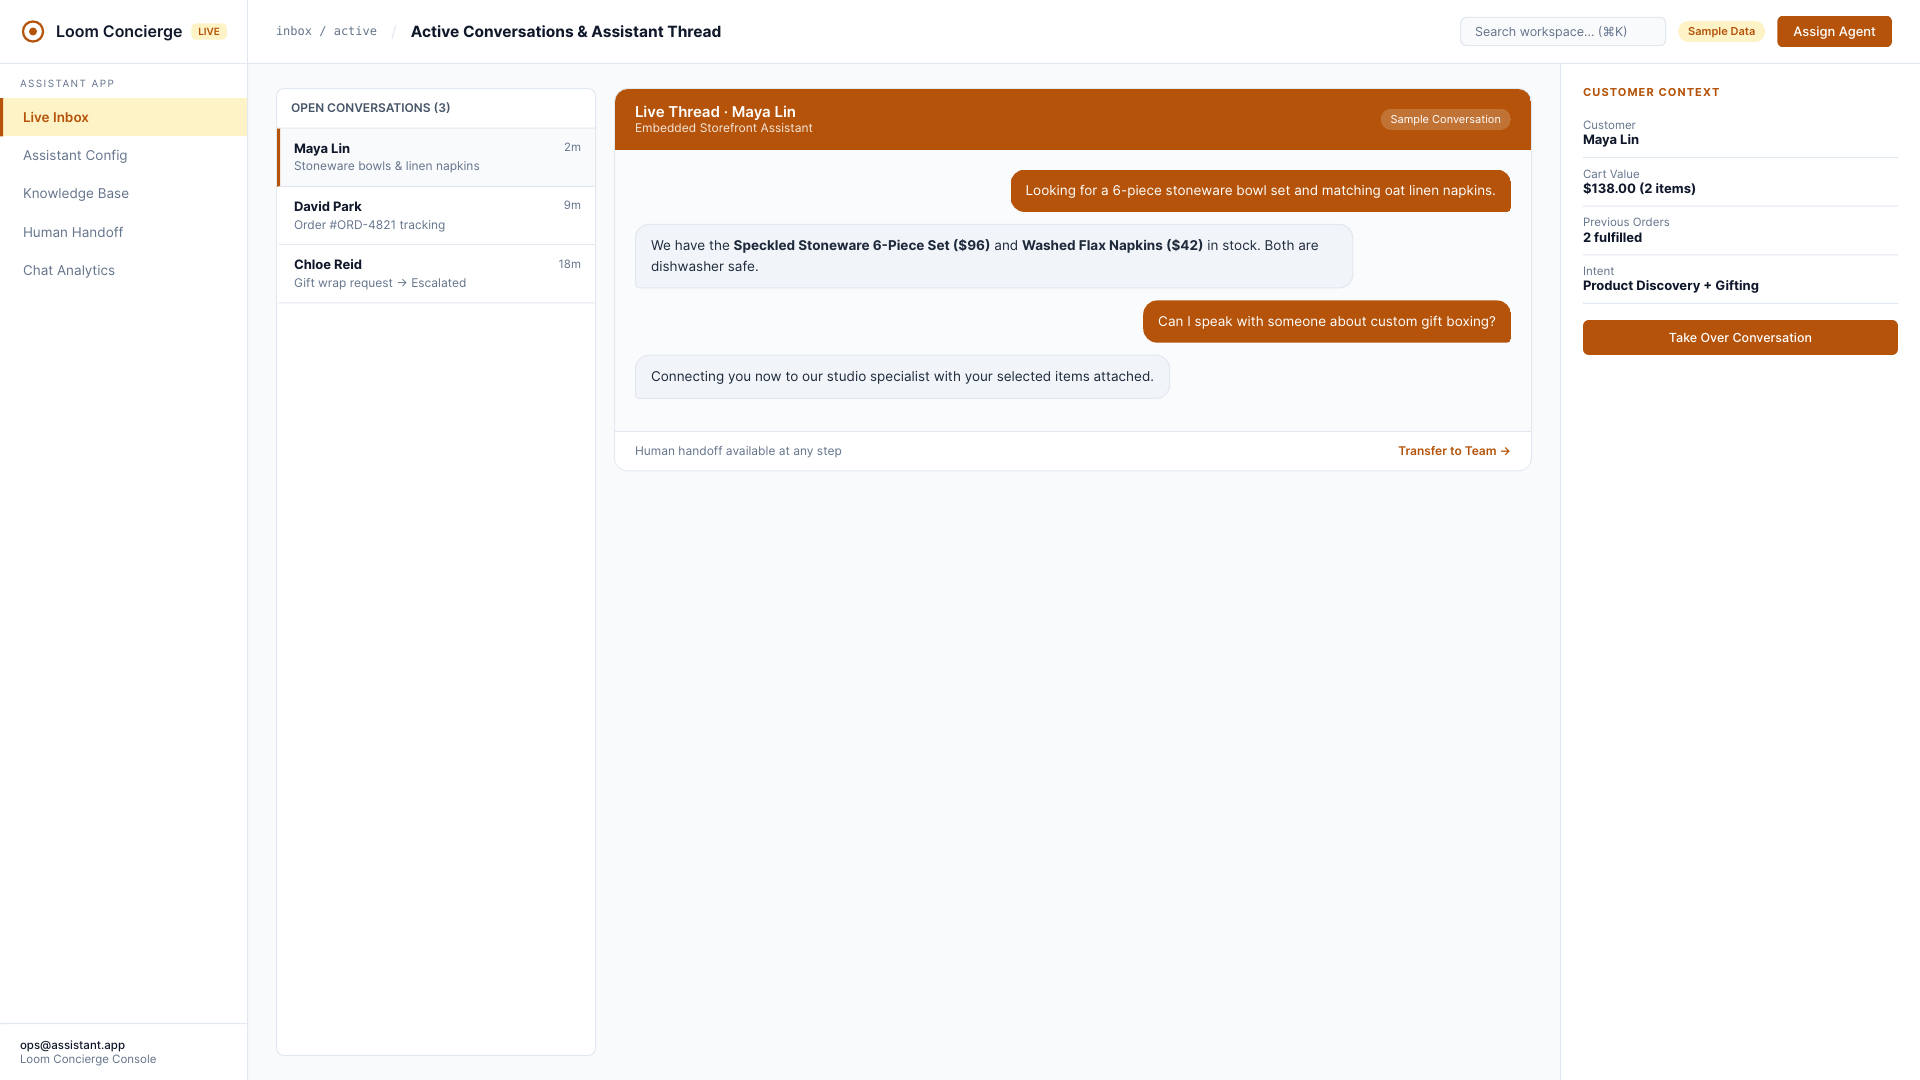 Loom Concierge LIVE
ASSISTANT APP
Live Inbox
Assistant Config
Knowledge Base
Human Handoff
Chat Analytics
ops@assistant.app
Loom Concierge Console
inbox / active / Active Conversations & Assistant Thread
Search workspace... (⌘K)
Sample Data
Assign Agent
OPEN CONVERSATIONS (3)
Maya Lin 2m
Stoneware bowls & linen napkins
David Park 9m
Order #ORD-4821 tracking
Chloe Reid 18m
Gift wrap request → Escalated
Live Thread · Maya Lin
Embedded Storefront Assistant
Sample Conversation
Looking for a 6-piece stoneware bowl set and matching oat linen napkins.
We have the Speckled Stoneware 6-Piece Set ($96) and Washed Flax Napkins ($42) in stock. Both are
dishwasher safe.
Can I speak with someone about custom gift boxing?
Connecting you now to our studio specialist with your selected items attached.
Human handoff available at any step
Transfer to Team →
CUSTOMER CONTEXT
Customer
Maya Lin
Cart Value
$138.00 (2 items)
Previous Orders
2 fulfilled
Intent
Product Discovery + Gifting
Take Over Conversation